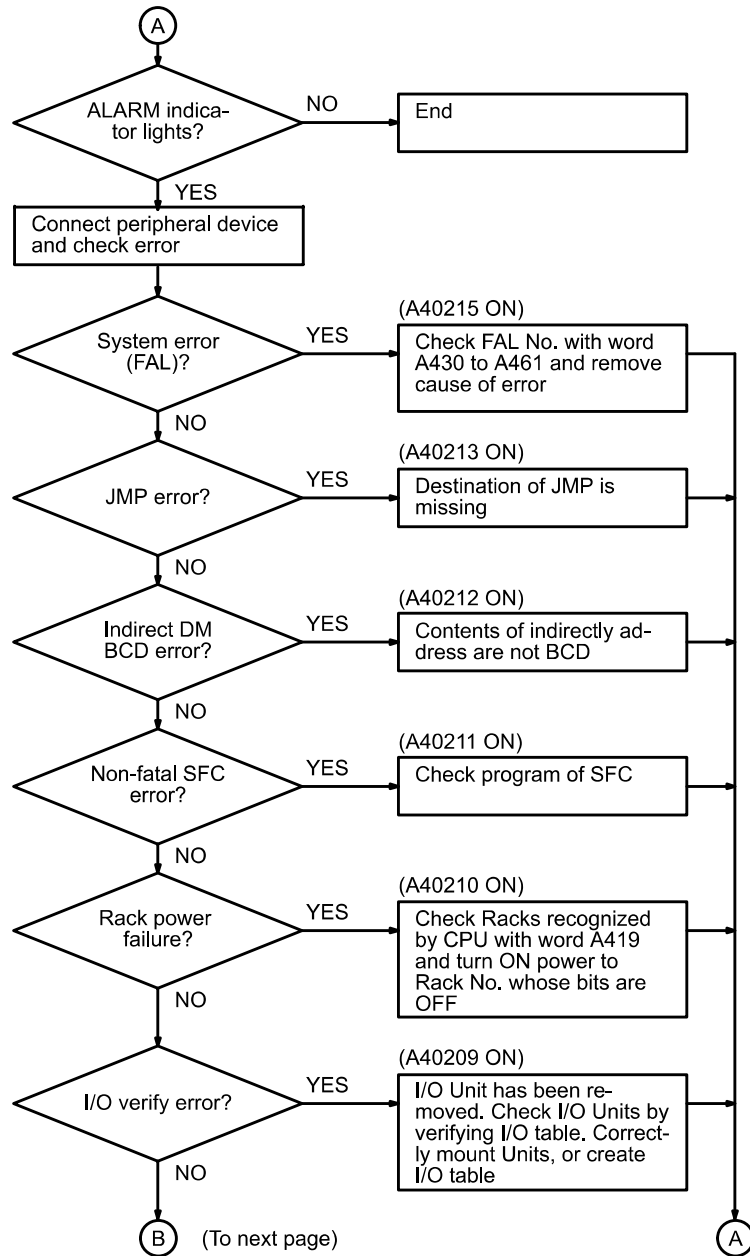 A
ALARM indica-
tor lights?
NO
End
YES
Connect peripheral device
and check error
System error
(FAL)?
YES
(A40215 ON)
Check FAL No. with word
A430 to A461 and remove
cause of error
NO
JMP error?
YES
(A40213 ON)
Destination of JMP is
missing
NO
Indirect DM
BCD error?
YES
(A40212 ON)
Contents of indirectly ad-
dress are not BCD
NO
Non-fatal SFC
error?
YES
(A40211 ON)
Check program of SFC
NO
Rack power
failure?
YES
(A40210 ON)
Check Racks recognized
by CPU with word A419
and turn ON power to
Rack No. whose bits are
OFF
NO
I/O verify error?
YES
(A40209 ON)
I/O Unit has been re-
moved. Check I/O Units by
verifying I/O table. Correct-
ly mount Units, or create
I/O table
NO
B
(To next page)
A